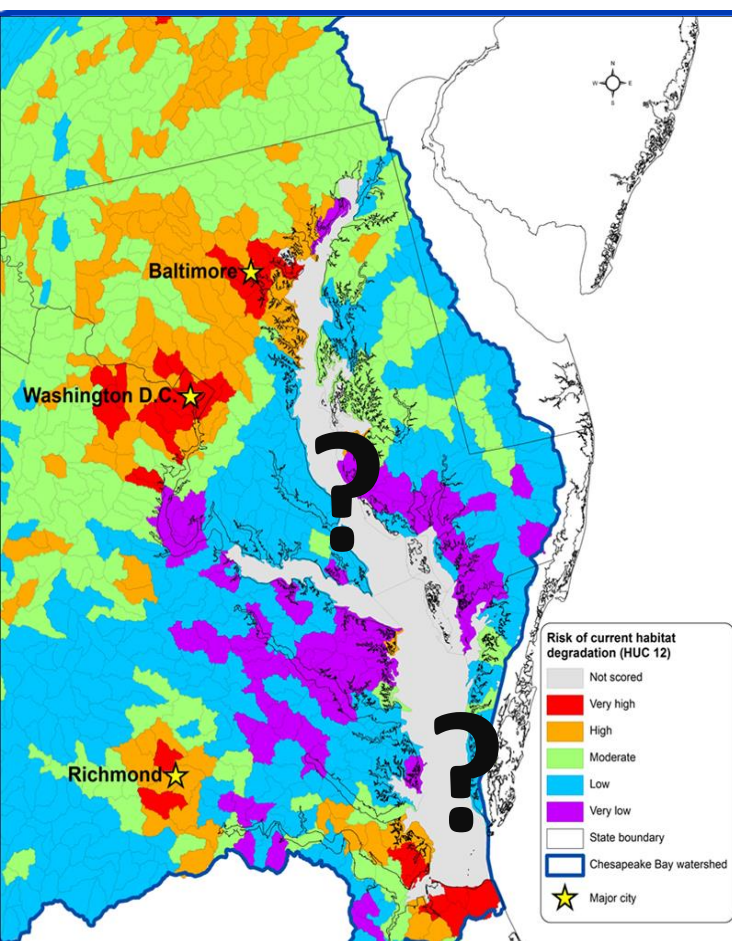 N
W E
S
Baltimore
Washington D.C.
?
?
Richmond
Risk of current habitat
degradation (HUC 12)
Not scored
Very high
High
Moderate
Low
Very low
State boundary
Chesapeake Bay watershed
Major city